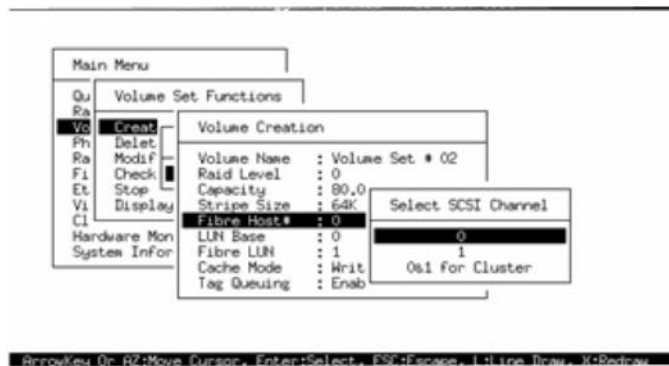 Main Menu
Qu
Ra
Vo
Ph
Ra
Fi
Et
Vi
Cl
Hardware Mon
System Infor
Volume Set Functions
Creat
Delet
Modif
Check
Stop
Display
Volume Creation
Volume Name : Volume Set # 02
Raid Level : 0
Capacity : 80.0
Stripe Size : 64K
Fibre Host# : 0
LUN Base : 0
Fibre LUN : 1
Cache Mode : Writ
Tag Queuing : Enab
Select SCSI Channel
0
1
0&1 for Cluster
ArrowKey Or AZ:Move Cursor, Enter:Select, ESC:Escape, L:Line Draw, X:Redraw